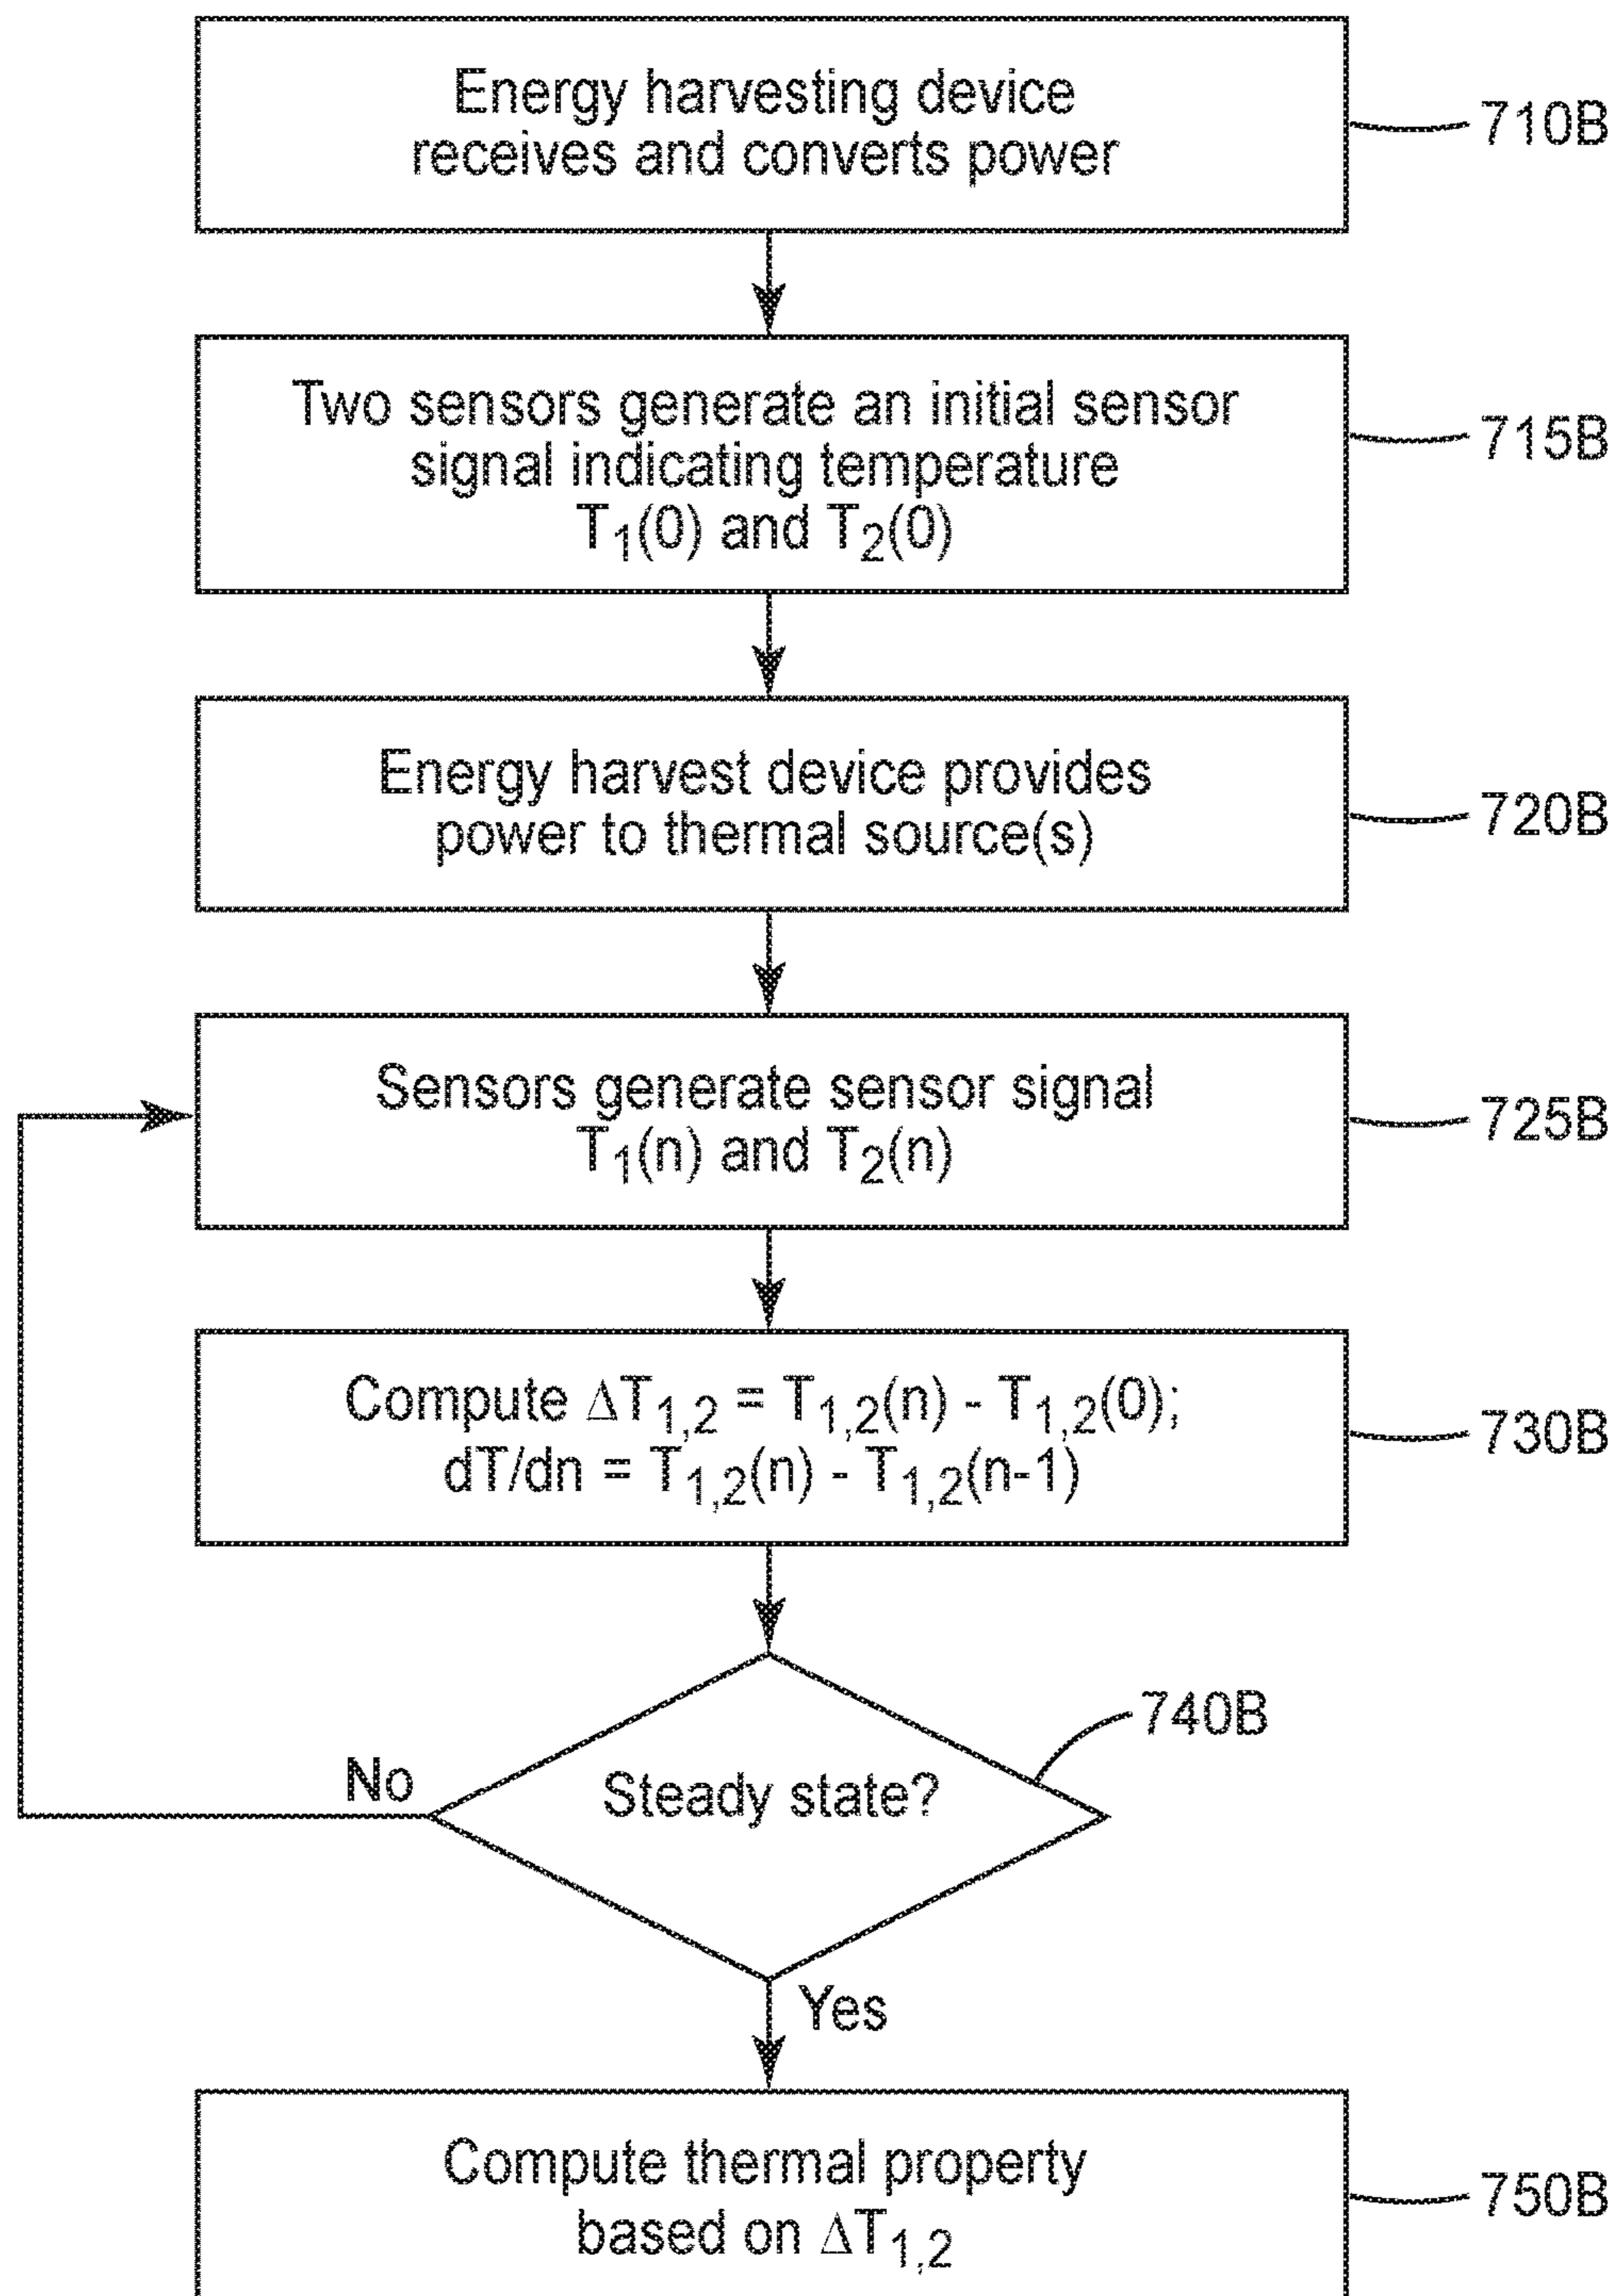 Energy harvesting device
receives and converts power
710B
Two sensors generate an initial sensor
signal indicating temperature
T₁(0) and T₂(0)
715B
Energy harvest device provides
power to thermal source(s)
720B
Sensors generate sensor signal
T₁(n) and T₂(n)
725B
Compute ΔT₁,₂ = T₁,₂(n) - T₁,₂(0);
dT/dn = T₁,₂(n) - T₁,₂(n-1)
730B
740B
No
Steady state?
Yes
Compute thermal property
based on ΔT₁,₂
750B